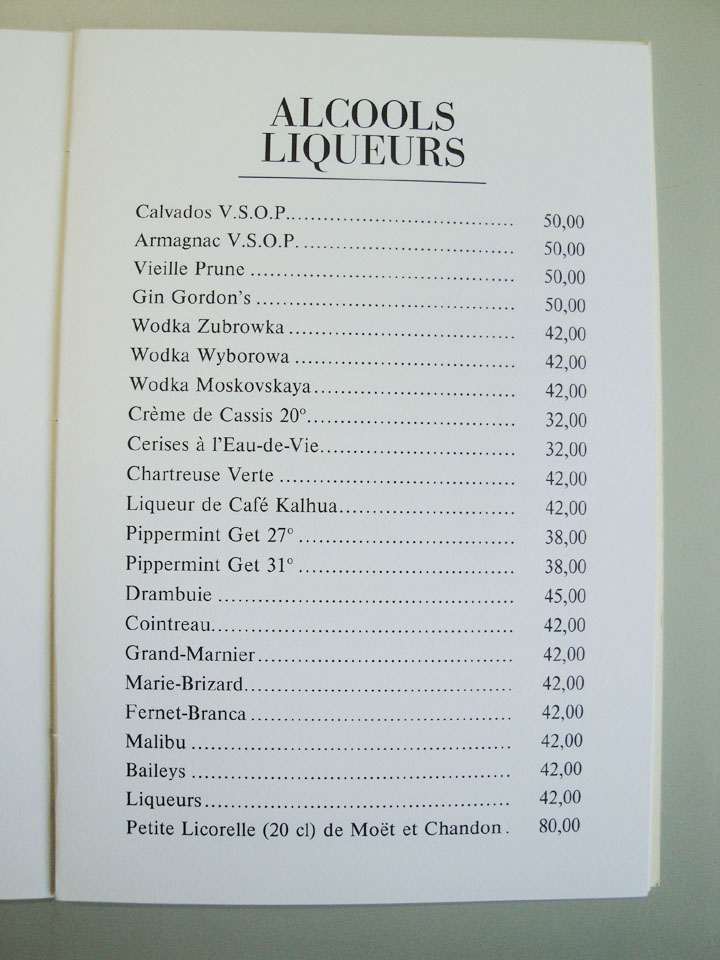 ALCOOLS
LIQUEURS
Calvados V.S.O.P. 50,00
Armagnac V.S.O.P. 50,00
Vieille Prune 50,00
Gin Gordon's 50,00
Wodka Zubrowka 42,00
Wodka Wyborowa 42,00
Wodka Moskovskaya 42,00
Crème de Cassis 20° 32,00
Cerises à l'Eau-de-Vie 32,00
Chartreuse Verte 42,00
Liqueur de Café Kalhua 42,00
Pippermint Get 27° 38,00
Pippermint Get 31° 38,00
Drambuie 45,00
Cointreau 42,00
Grand-Marnier 42,00
Marie-Brizard 42,00
Fernet-Branca 42,00
Malibu 42,00
Baileys 42,00
Liqueurs 42,00
Petite Licorelle (20 cl) de Moët et Chandon. 80,00